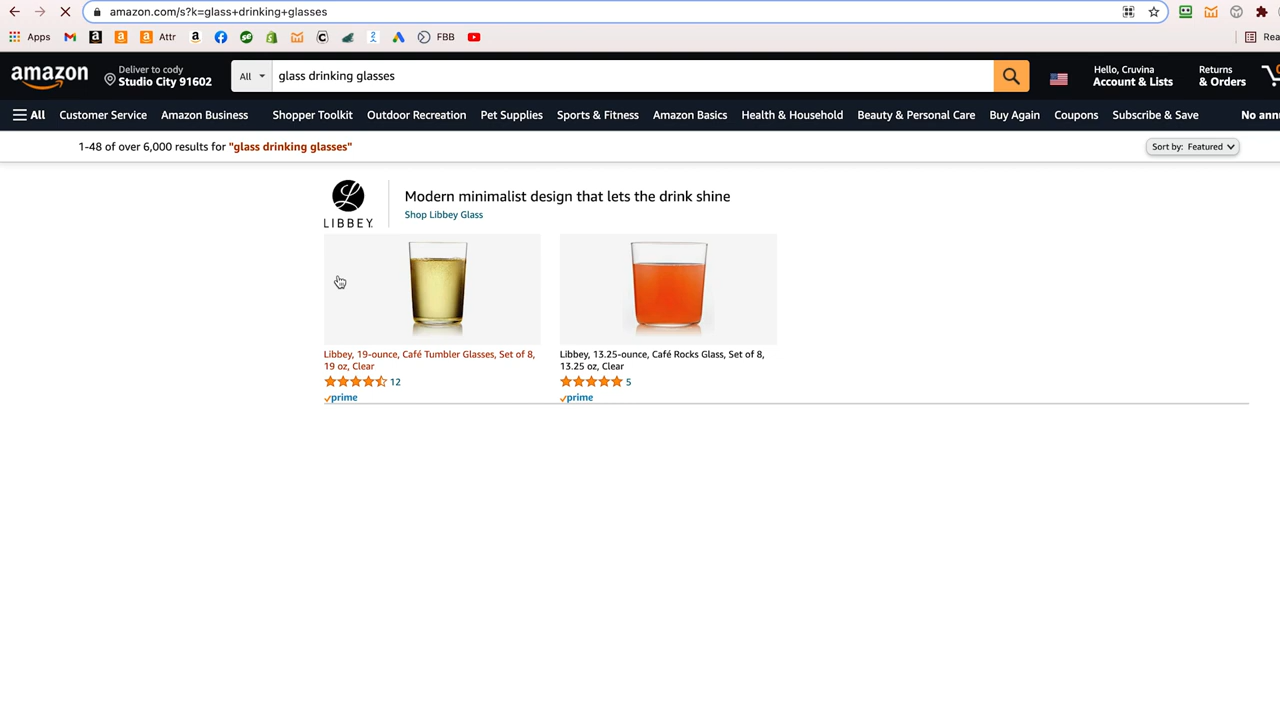 amazon.com/s?k=glass+drinking+glasses
Apps
Attr
FBB
Rea
amazon
Deliver to cody
Studio City 91602
All
glass drinking glasses
Hello, Cruvina
Account & Lists
Returns
& Orders
All
Customer Service
Amazon Business
Shopper Toolkit
Outdoor Recreation
Pet Supplies
Sports & Fitness
Amazon Basics
Health & Household
Beauty & Personal Care
Buy Again
Coupons
Subscribe & Save
No ann
1-48 of over 6,000 results for "glass drinking glasses"
Sort by: Featured
LIBBEY
Modern minimalist design that lets the drink shine
Shop Libbey Glass
Libbey, 19-ounce, Café Tumbler Glasses, Set of 8,
19 oz, Clear
12
prime
Libbey, 13.25-ounce, Café Rocks Glass, Set of 8,
13.25 oz, Clear
5
prime